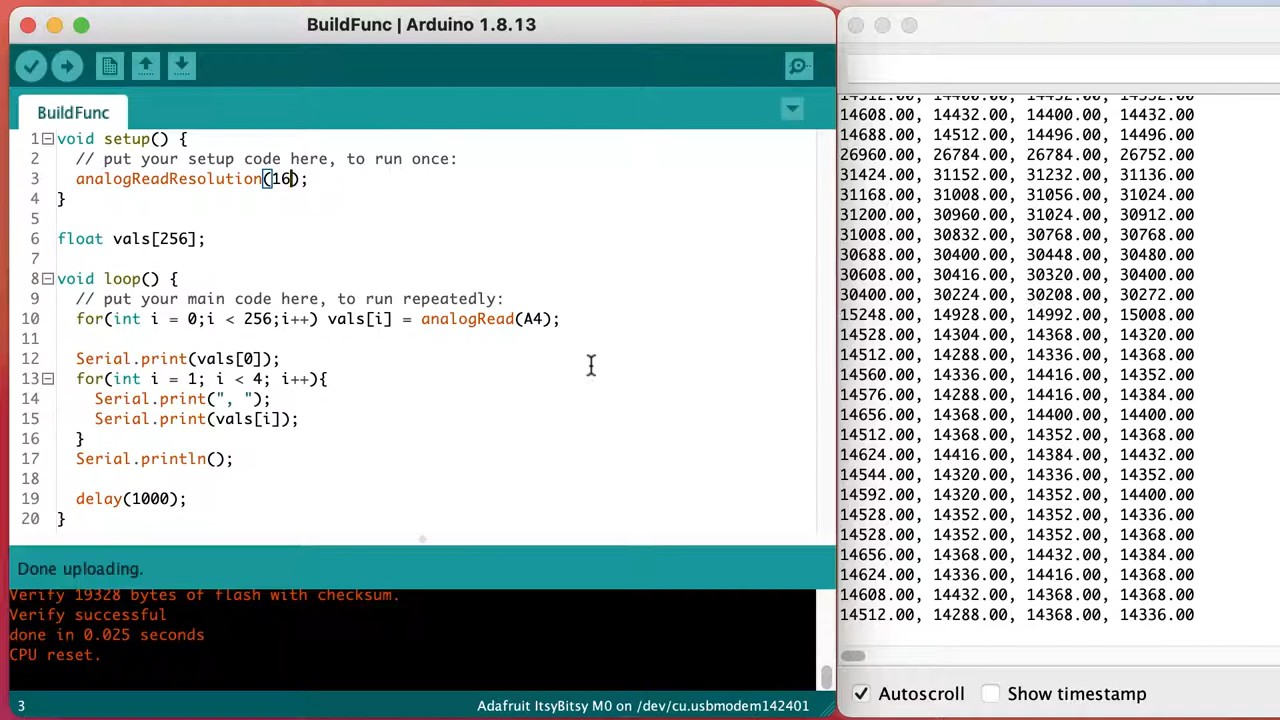 BuildFunc | Arduino 1.8.13
BuildFunc
1 void setup() {
2 // put your setup code here, to run once:
3 analogReadResolution(16);
4 }
5
6 float vals[256];
7
8 void loop() {
9 // put your main code here, to run repeatedly:
10 for(int i = 0;i < 256;i++) vals[i] = analogRead(A4);
11
12 Serial.print(vals[0]);
13 for(int i = 1; i < 4; i++){
14 Serial.print(", ");
15 Serial.print(vals[i]);
16 }
17 Serial.println();
18
19 delay(1000);
20 }
Done uploading.
Verify 19328 bytes of flash with checksum.
Verify successful
done in 0.025 seconds
CPU reset.
3
Adafruit ItsyBitsy M0 on /dev/cu.usbmodem142401
14608.00, 14432.00, 14400.00, 14432.00
14688.00, 14512.00, 14496.00, 14496.00
26960.00, 26784.00, 26784.00, 26752.00
31424.00, 31152.00, 31232.00, 31136.00
31168.00, 31008.00, 31056.00, 31024.00
31200.00, 30960.00, 31024.00, 30912.00
31008.00, 30832.00, 30768.00, 30768.00
30688.00, 30400.00, 30448.00, 30480.00
30608.00, 30416.00, 30320.00, 30400.00
30400.00, 30224.00, 30208.00, 30272.00
15248.00, 14928.00, 14992.00, 15008.00
14528.00, 14304.00, 14368.00, 14320.00
14512.00, 14288.00, 14336.00, 14368.00
14560.00, 14336.00, 14416.00, 14352.00
14576.00, 14288.00, 14416.00, 14384.00
14656.00, 14368.00, 14400.00, 14400.00
14512.00, 14368.00, 14352.00, 14368.00
14624.00, 14416.00, 14384.00, 14432.00
14544.00, 14320.00, 14336.00, 14352.00
14592.00, 14320.00, 14352.00, 14400.00
14528.00, 14320.00, 14352.00, 14336.00
14528.00, 14352.00, 14352.00, 14368.00
14656.00, 14368.00, 14432.00, 14384.00
14624.00, 14336.00, 14416.00, 14368.00
14608.00, 14432.00, 14368.00, 14368.00
14512.00, 14288.00, 14368.00, 14336.00
Autoscroll
Show timestamp